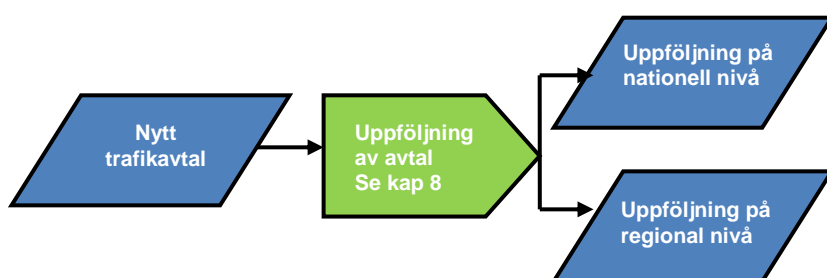 Nytt
trafikavtal
Uppföljning
av avtal
Se kap 8
Uppföljning på
nationell nivå
Uppföljning på
regional nivå